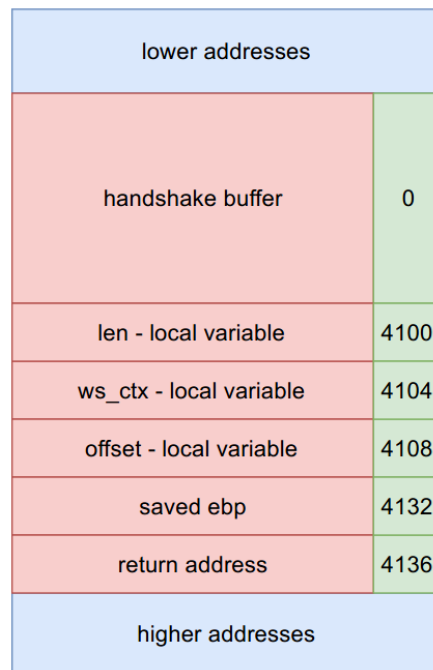 lower addresses
handshake buffer 0
len - local variable 4100
ws_ctx - local variable 4104
offset - local variable 4108
saved ebp 4132
return address 4136
higher addresses